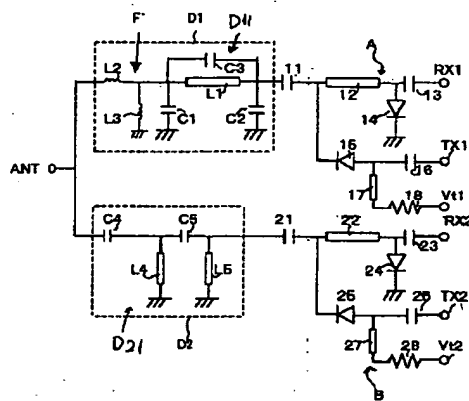 F D1 D11
A
L2 C3 11 RX1
L1 12 13
L3 C1 C2 14
TX1
15 16
ANT 17 18 Vt1
RX2
C4 C5 21 22 23
24
L4 L5 TX2
25 26
D21 D2 27 28 Vt2
B